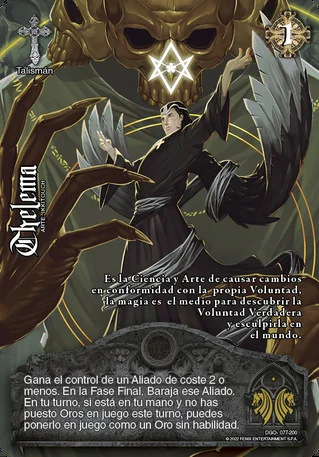 1
Talismán
Thelema
Es la Ciencia y Arte de causar cambios
en conformidad con la propia Voluntad,
la magia es el medio para descubrir la
Voluntad Verdadera
y esculpirla en
el mundo.
Gana el control de un Aliado de coste 2 o
menos. En la Fase Final, Baraja ese Aliado.
En tu turno, si está en tu mano y no has
puesto Oros en juego este turno, puedes
ponerlo en juego como un Oro sin habilidad.
DGO- 077-200
© 2022 FENIX ENTERTAINMENT S.P.A.